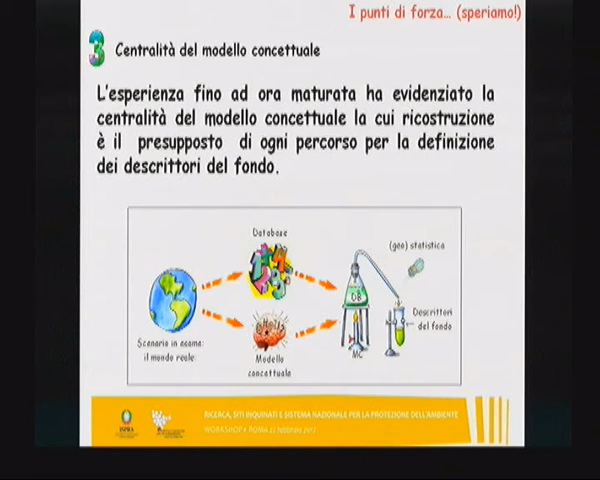 I punti di forza... (speriamo!)
3 Centralità del modello concettuale
L'esperienza fino ad ora maturata ha evidenziato la
centralità del modello concettuale la cui ricostruzione
è il presupposto di ogni percorso per la definizione
dei descrittori del fondo.
Database
(geo) statistica
DB
Descrittori
del fondo
Scenario in esame:
il mondo reale:
Modello
concettuale
MC
RICERCA, SITI INQUINATI E SISTEMA NAZIONALE PER LA PROTEZIONE DELL'AMBIENTE
ISPRA